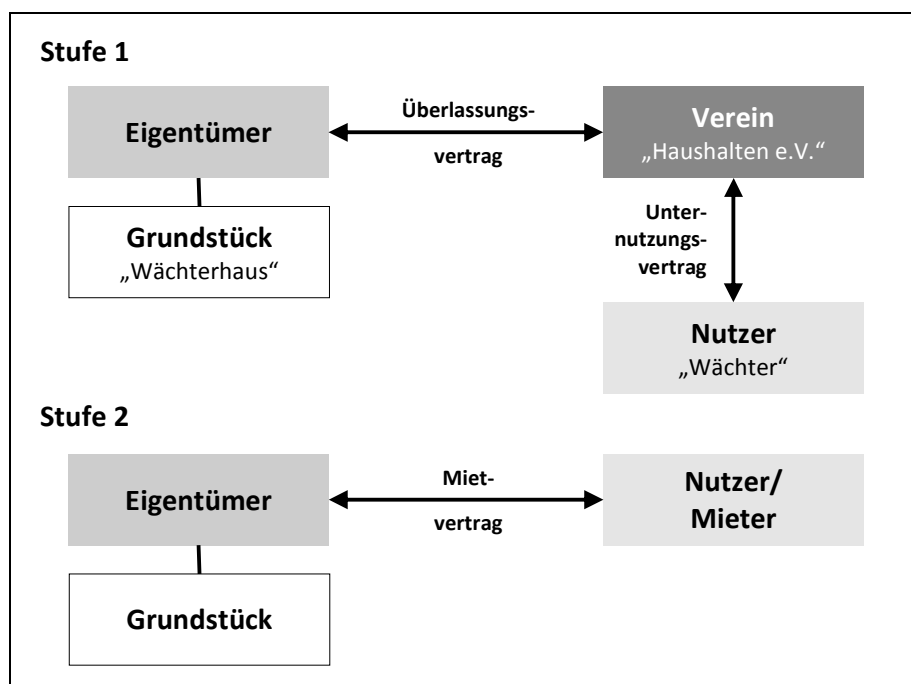 Stufe 1
Eigentümer
Überlassungs-
vertrag
Verein
„Haushalten e.V.“
Grundstück
„Wächterhaus“
Unter-
nutzungs-
vertrag
Nutzer
„Wächter“
Stufe 2
Eigentümer
Miet-
vertrag
Nutzer/
Mieter
Grundstück